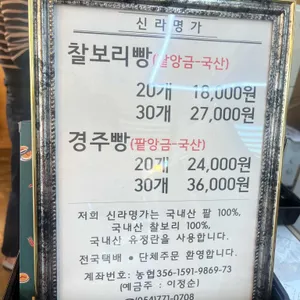 신라명가
찰보리빵(팥앙금-국산)
20개 18,000원
30개 27,000원
경주빵(팥앙금-국산)
20개 24,000원
30개 36,000원
저희 신라명가는 국내산 팥 100%,
국내산 찰보리 100%,
국내산 유정란을 사용합니다.
전국택배 • 단체주문 환영합니다.
계좌번호: 농협356-1591-9869-73
(예금주 : 이정순)
☎(054)771-0708